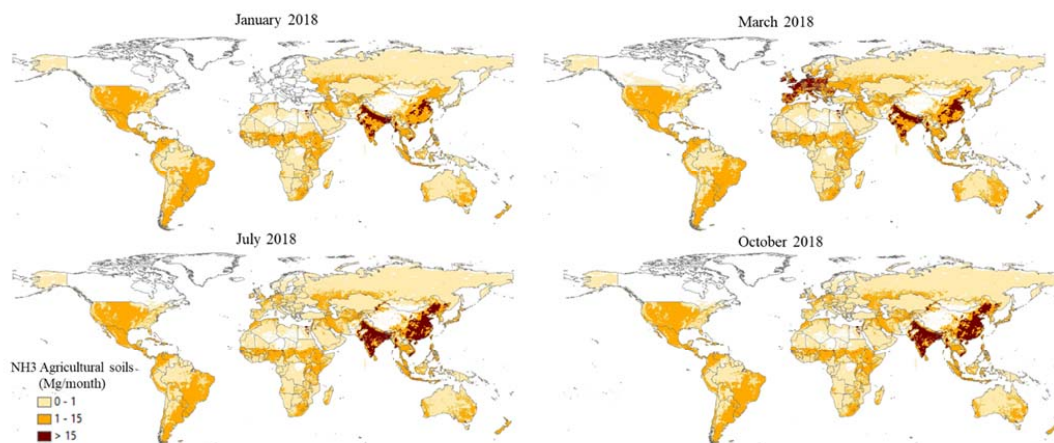 January 2018
March 2018
July 2018
October 2018
NH3 Agricultural soils
(Mg/month)
0 - 1
1 - 15
> 15